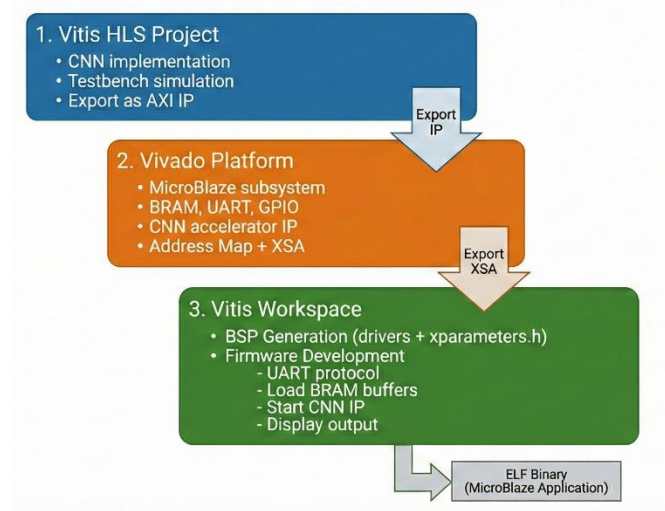 1. Vitis HLS Project
• CNN implementation
• Testbench simulation
• Export as AXI IP
Export
IP
2. Vivado Platform
• MicroBlaze subsystem
• BRAM, UART, GPIO
• CNN accelerator IP
• Address Map + XSA
Export
XSA
3. Vitis Workspace
• BSP Generation (drivers + xparameters.h)
• Firmware Development
- UART protocol
- Load BRAM buffers
- Start CNN IP
- Display output
ELF Binary
(MicroBlaze Application)